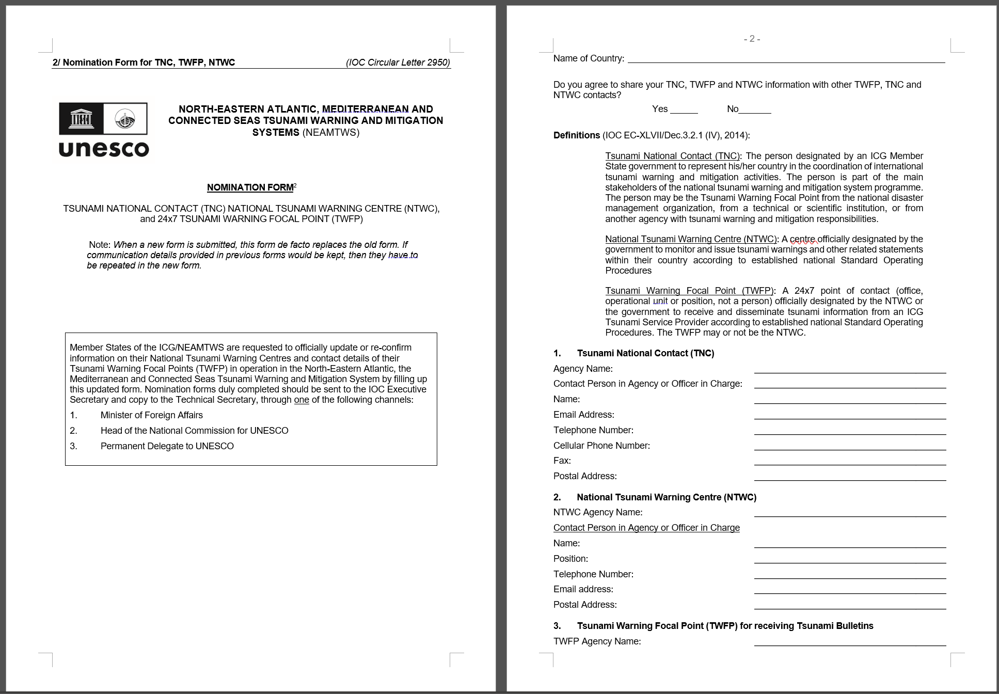 2/ Nomination Form for TNC, TWFP, NTWC (IOC Circular Letter 2950)
unesco
NORTH-EASTERN ATLANTIC, MEDITERRANEAN AND
CONNECTED SEAS TSUNAMI WARNING AND MITIGATION
SYSTEMS (NEAMTWS)
NOMINATION FORM2
TSUNAMI NATIONAL CONTACT (TNC) NATIONAL TSUNAMI WARNING CENTRE (NTWC),
and 24x7 TSUNAMI WARNING FOCAL POINT (TWFP)
Note: When a new form is submitted, this form de facto replaces the old form. If
communication details provided in previous forms would be kept, then they have to
be repeated in the new form.
Member States of the ICG/NEAMTWS are requested to officially update or re-confirm
information on their National Tsunami Warning Centres and contact details of their
Tsunami Warning Focal Points (TWFP) in operation in the North-Eastern Atlantic, the
Mediterranean and Connected Seas Tsunami Warning and Mitigation System by filling up
this updated form. Nomination forms duly completed should be sent to the IOC Executive
Secretary and copy to the Technical Secretary, through one of the following channels:
1. Minister of Foreign Affairs
2. Head of the National Commission for UNESCO
3. Permanent Delegate to UNESCO
- 2 -
Name of Country:
Do you agree to share your TNC, TWFP and NTWC information with other TWFP, TNC and
NTWC contacts?
Yes ______ No_______
Definitions (IOC EC-XLVII/Dec.3.2.1 (IV), 2014):
Tsunami National Contact (TNC): The person designated by an ICG Member
State government to represent his/her country in the coordination of international
tsunami warning and mitigation activities. The person is part of the main
stakeholders of the national tsunami warning and mitigation system programme.
The person may be the Tsunami Warning Focal Point from the national disaster
management organization, from a technical or scientific institution, or from
another agency with tsunami warning and mitigation responsibilities.
National Tsunami Warning Centre (NTWC): A centre officially designated by the
government to monitor and issue tsunami warnings and other related statements
within their country according to established national Standard Operating
Procedures
Tsunami Warning Focal Point (TWFP): A 24x7 point of contact (office,
operational unit or position, not a person) officially designated by the NTWC or
the government to receive and disseminate tsunami information from an ICG
Tsunami Service Provider according to established national Standard Operating
Procedures. The TWFP may or not be the NTWC.
1. Tsunami National Contact (TNC)
Agency Name:
Contact Person in Agency or Officer in Charge:
Name:
Email Address:
Telephone Number:
Cellular Phone Number:
Fax:
Postal Address:
2. National Tsunami Warning Centre (NTWC)
NTWC Agency Name:
Contact Person in Agency or Officer in Charge
Name:
Position:
Telephone Number:
Email address:
Postal Address:
3. Tsunami Warning Focal Point (TWFP) for receiving Tsunami Bulletins
TWFP Agency Name: